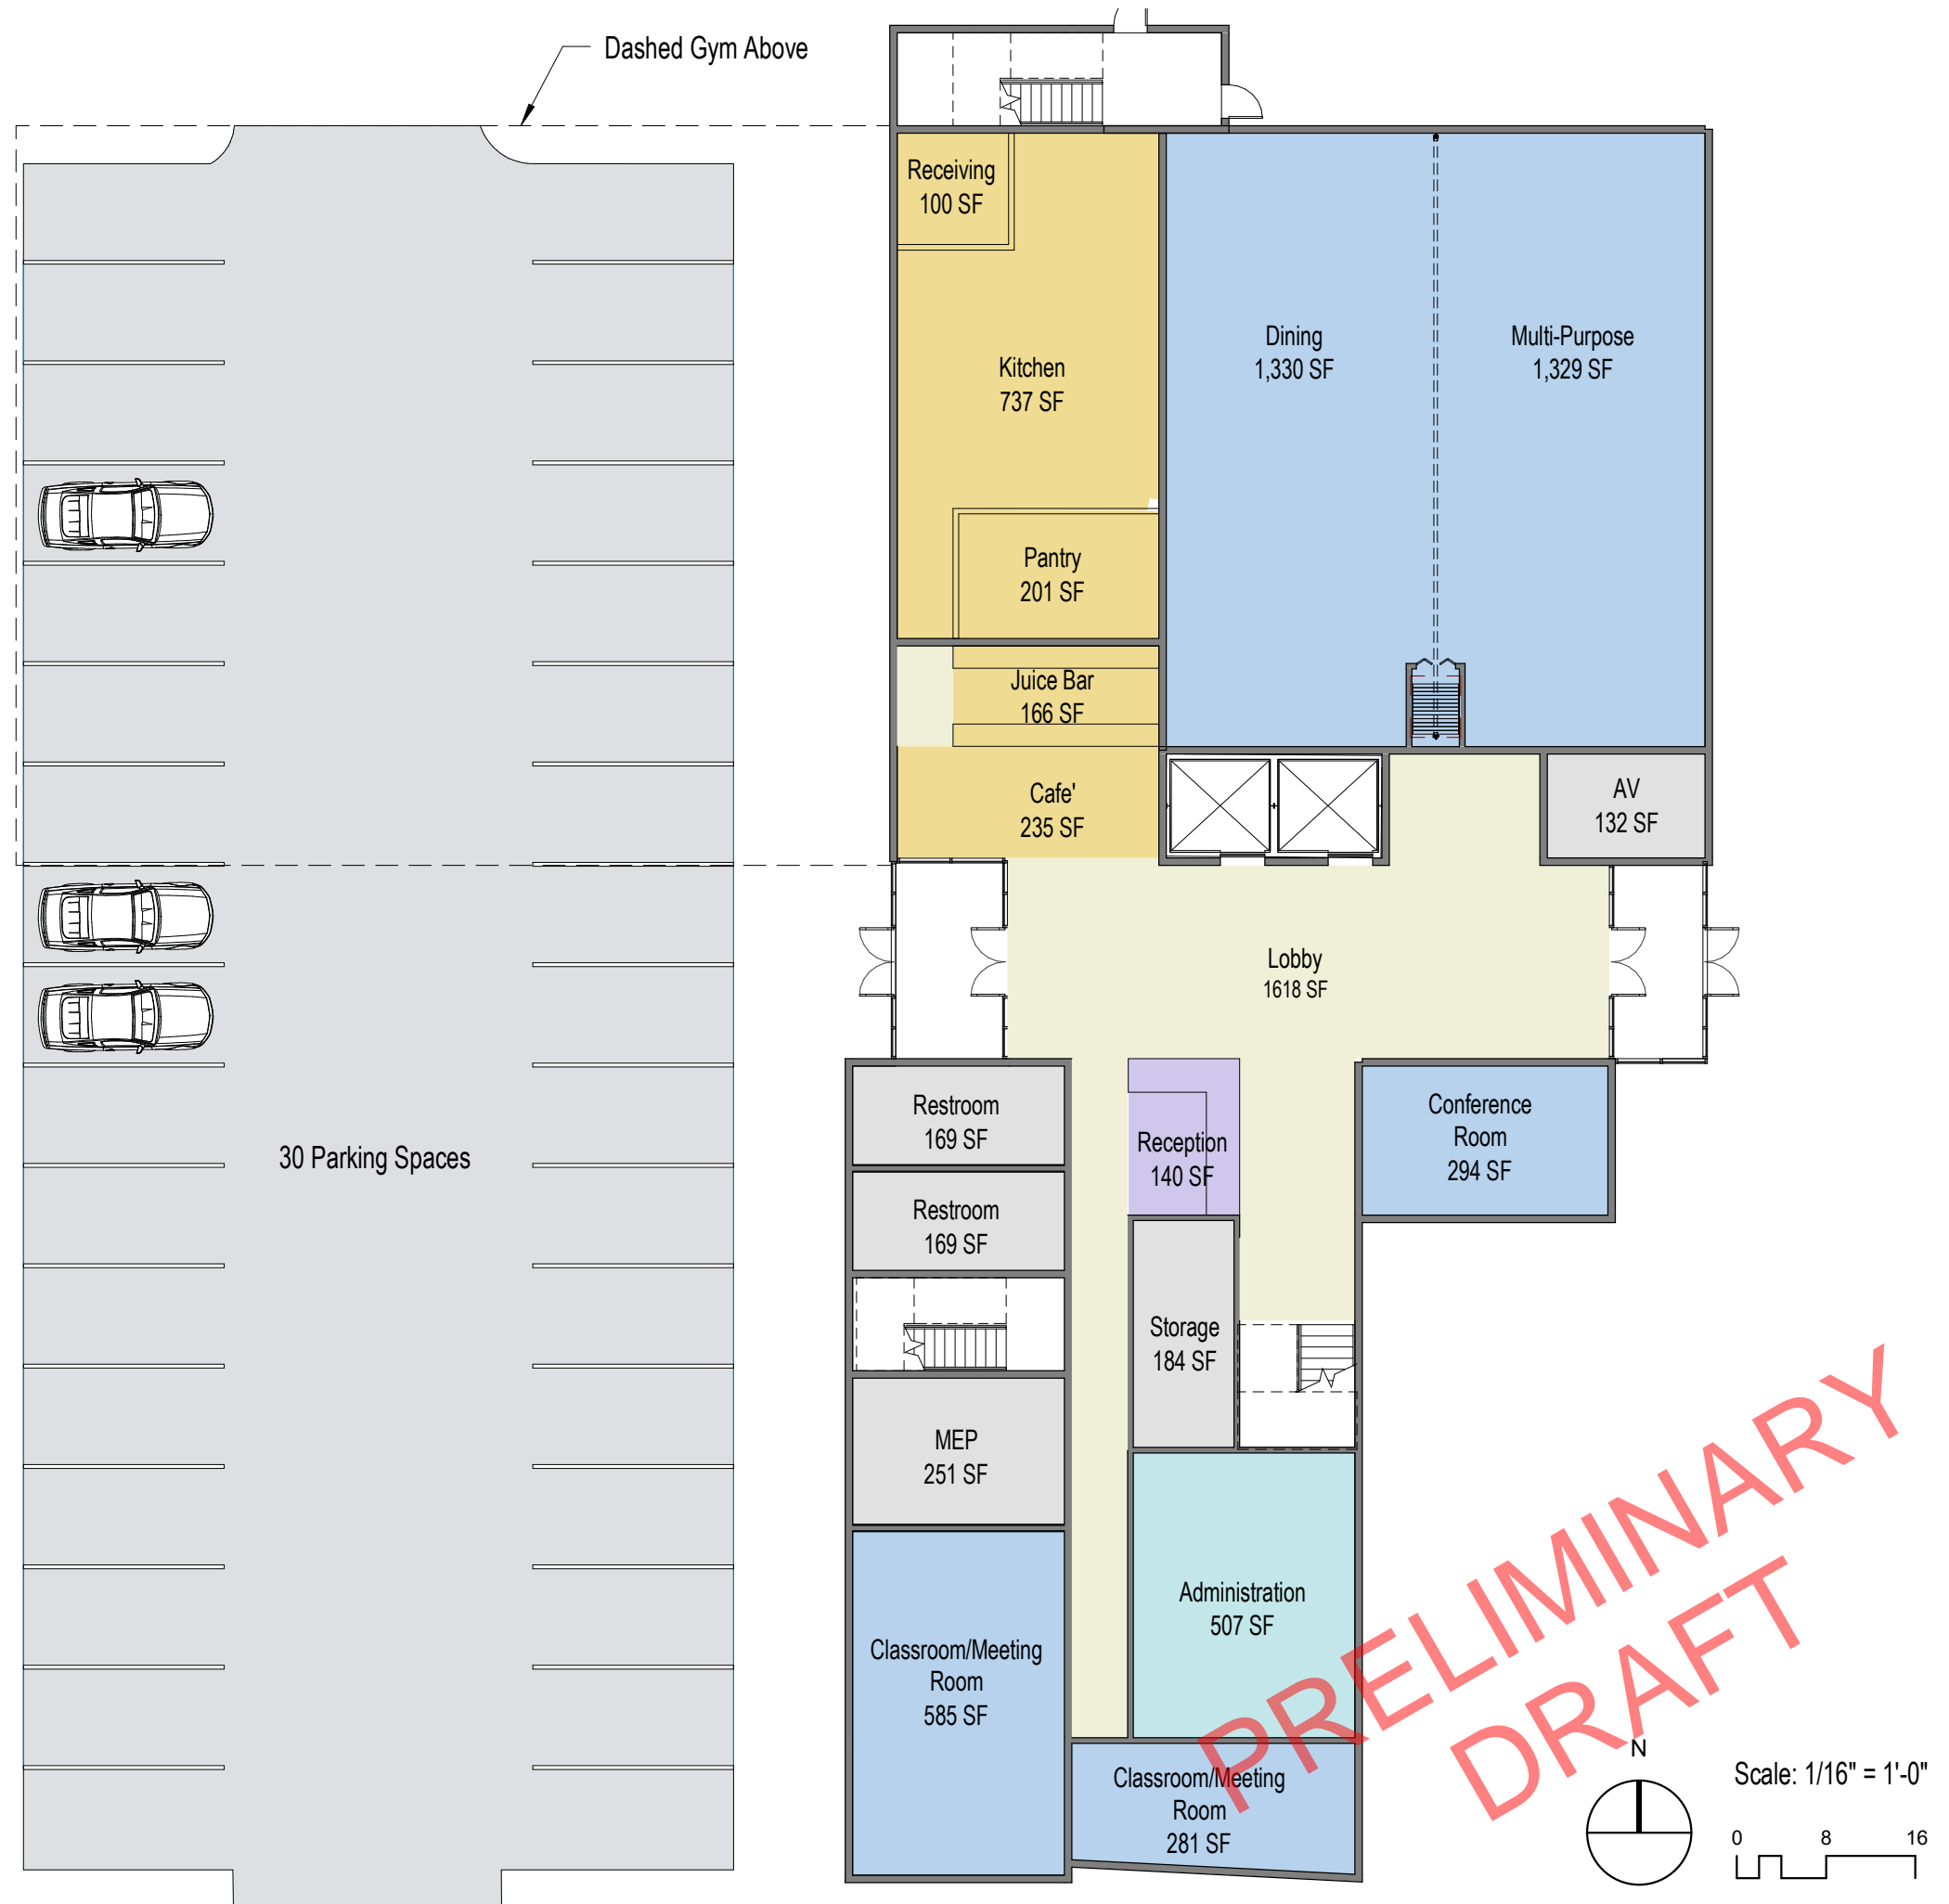 Dashed Gym Above
Receiving
100 SF
Kitchen
737 SF
Dining
1,330 SF
Multi-Purpose
1,329 SF
Pantry
201 SF
Juice Bar
166 SF
Cafe'
235 SF
AV
132 SF
Lobby
1618 SF
Restroom
169 SF
Reception
140 SF
Conference
Room
294 SF
30 Parking Spaces
Restroom
169 SF
Storage
184 SF
MEP
251 SF
Administration
507 SF
Classroom/Meeting
Room
585 SF
Classroom/Meeting
Room
281 SF
PRELIMINARY
DRAFT
N
Scale: 1/16" = 1'-0"
0 8 16